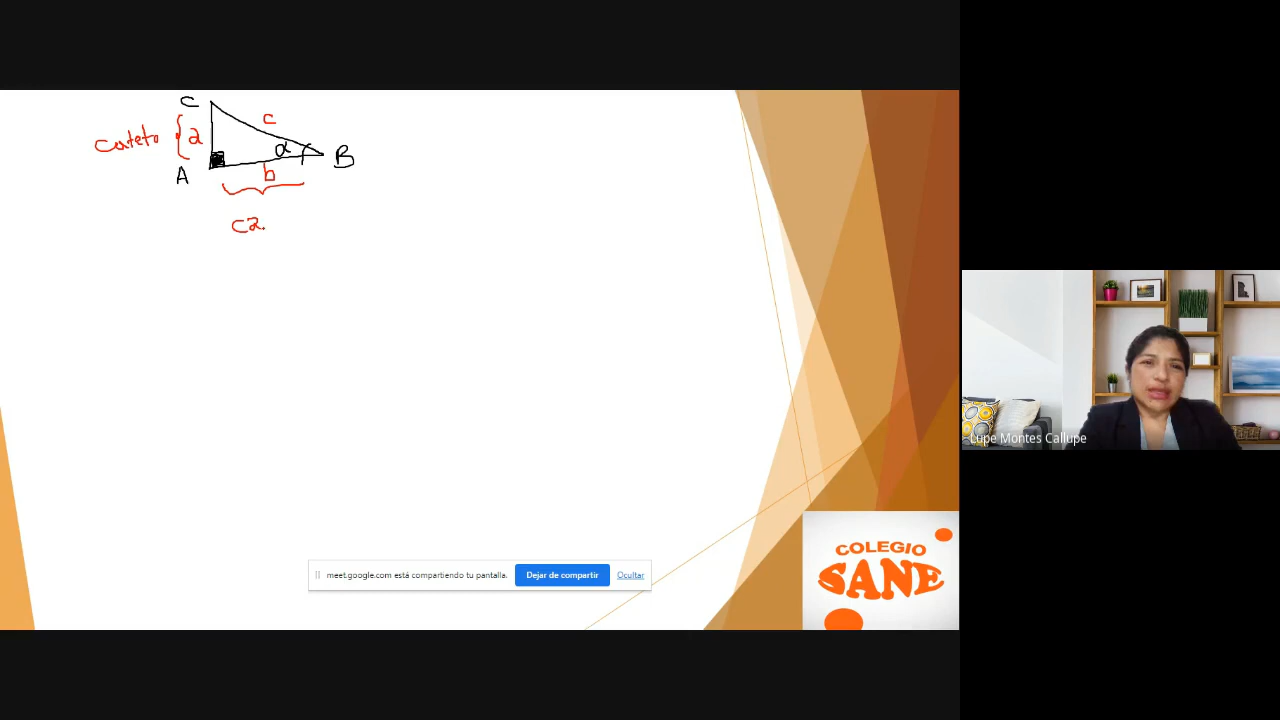 C
c
Cateto { a
α
B
A
b
ca
Lupe Montes Callupe
meet.google.com está compartiendo tu pantalla. Dejar de compartir Ocultar
COLEGIO
SANE